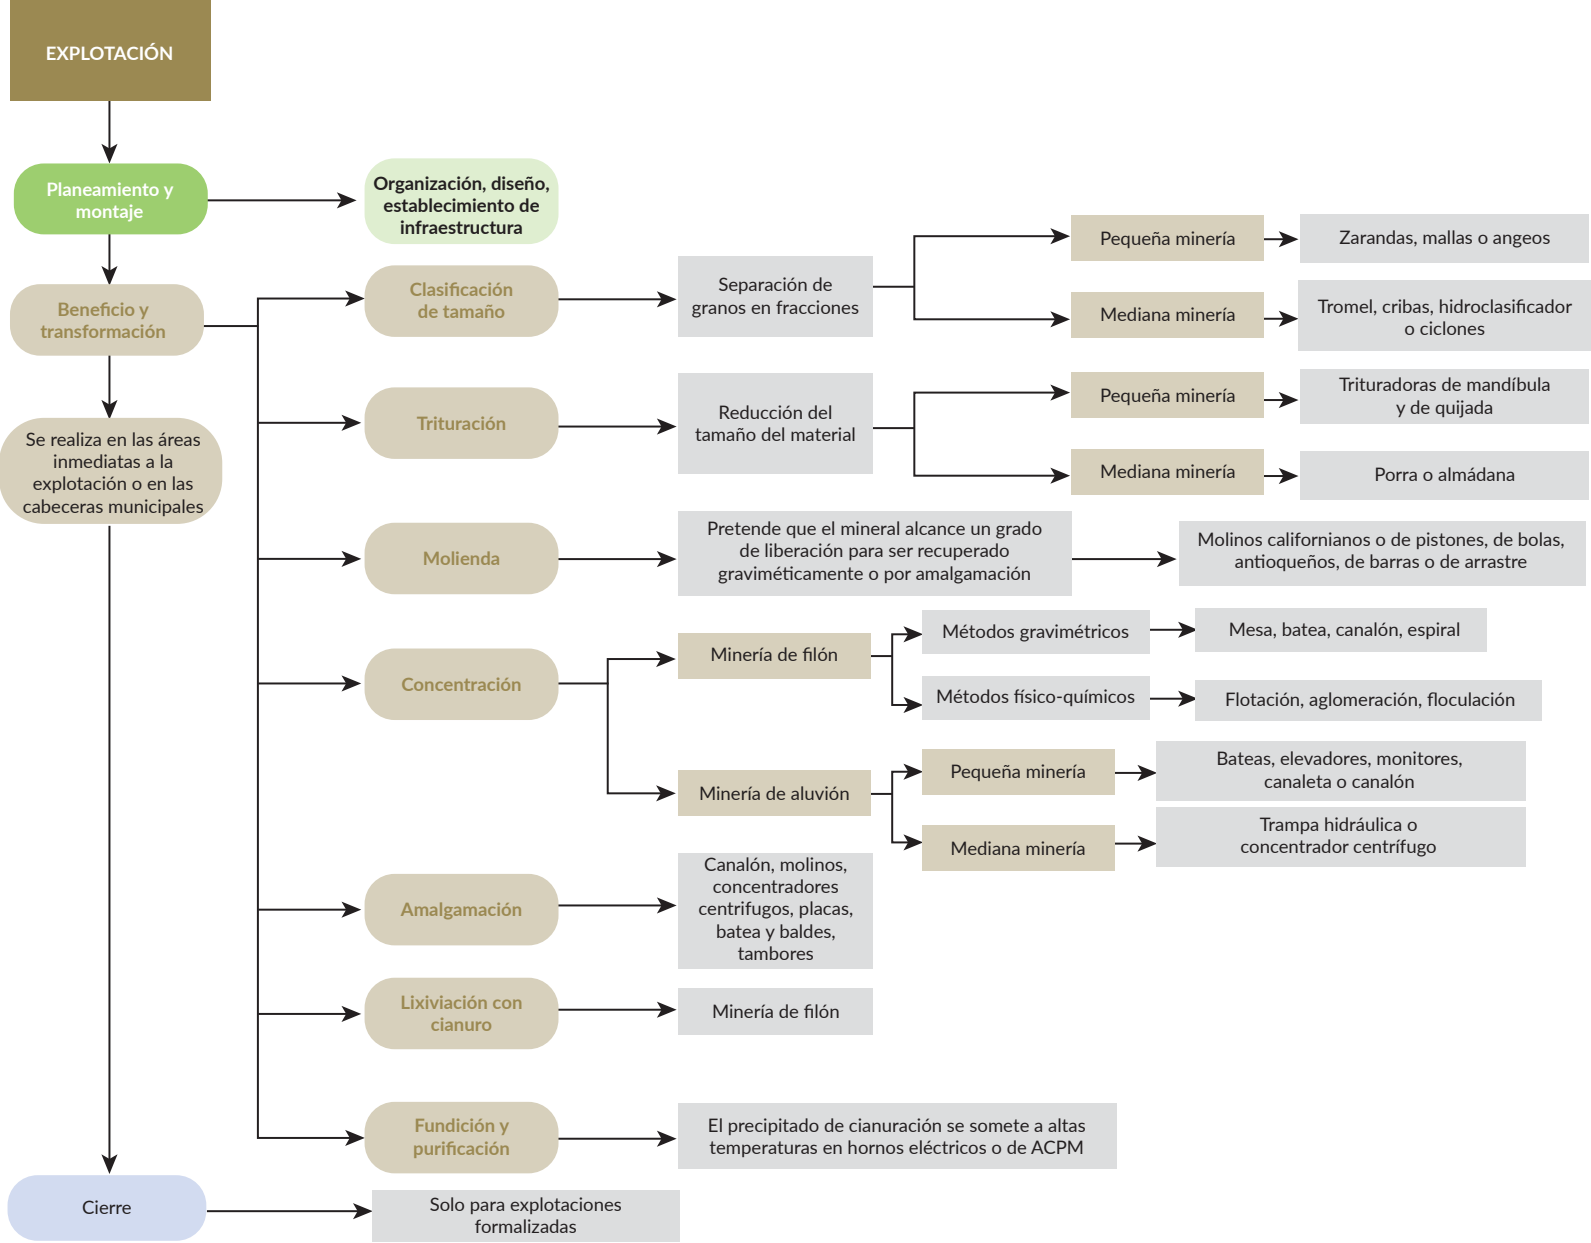 EXPLOTACIÓN
Planeamiento y
montaje
Organización, diseño,
establecimiento de
infraestructura
Beneficio y
transformación
Se realiza en las áreas
inmediatas a la
explotación o en las
cabeceras municipales
Clasificación
de tamaño
Separación de
granos en fracciones
Pequeña minería
Zarandas, mallas o angeos
Mediana minería
Tromel, cribas, hidroclasificador
o ciclones
Trituración
Reducción del
tamaño del material
Pequeña minería
Trituradoras de mandíbula
y de quijada
Mediana minería
Porra o almádana
Molienda
Pretende que el mineral alcance un grado
de liberación para ser recuperado
graviméticamente o por amalgamación
Molinos californianos o de pistones, de bolas,
antioqueños, de barras o de arrastre
Concentración
Minería de filón
Métodos gravimétricos
Mesa, batea, canalón, espiral
Métodos físico-químicos
Flotación, aglomeración, floculación
Minería de aluvión
Pequeña minería
Bateas, elevadores, monitores,
canaleta o canalón
Mediana minería
Trampa hidráulica o
concentrador centrífugo
Amalgamación
Canalón, molinos,
concentradores
centrifugos, placas,
batea y baldes,
tambores
Lixiviación con
cianuro
Minería de filón
Fundición y
purificación
El precipitado de cianuración se somete a altas
temperaturas en hornos eléctricos o de ACPM
Cierre
Solo para explotaciones
formalizadas